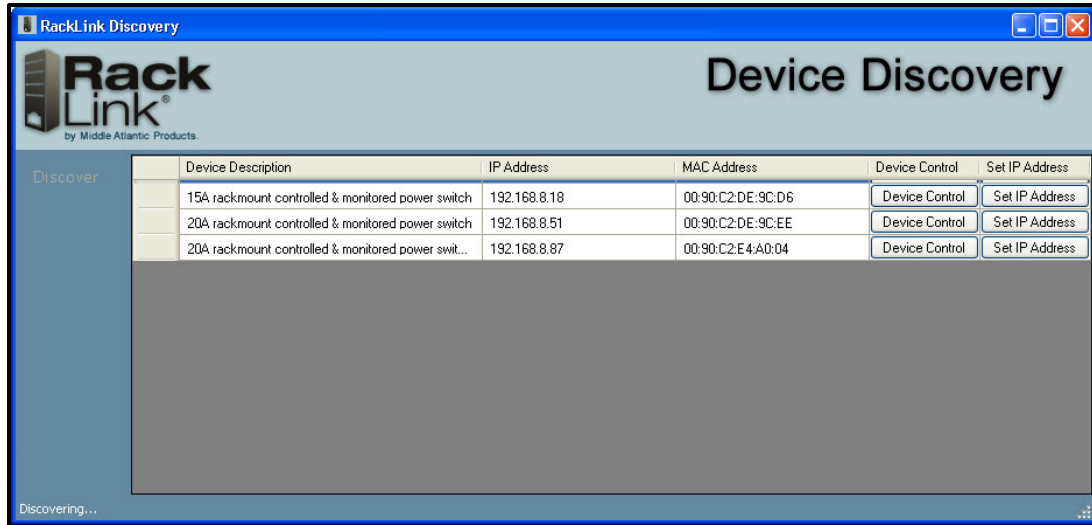 RackLink Discovery
Rack
Link®
by Middle Atlantic Products.
Device Discovery
Discover
Device Description IP Address MAC Address Device Control Set IP Address
15A rackmount controlled & monitored power switch 192.168.8.18 00:90:C2:DE:9C:D6 Device Control Set IP Address
20A rackmount controlled & monitored power switch 192.168.8.51 00:90:C2:DE:9C:EE Device Control Set IP Address
20A rackmount controlled & monitored power swit... 192.168.8.87 00:90:C2:E4:A0:04 Device Control Set IP Address
Discovering...